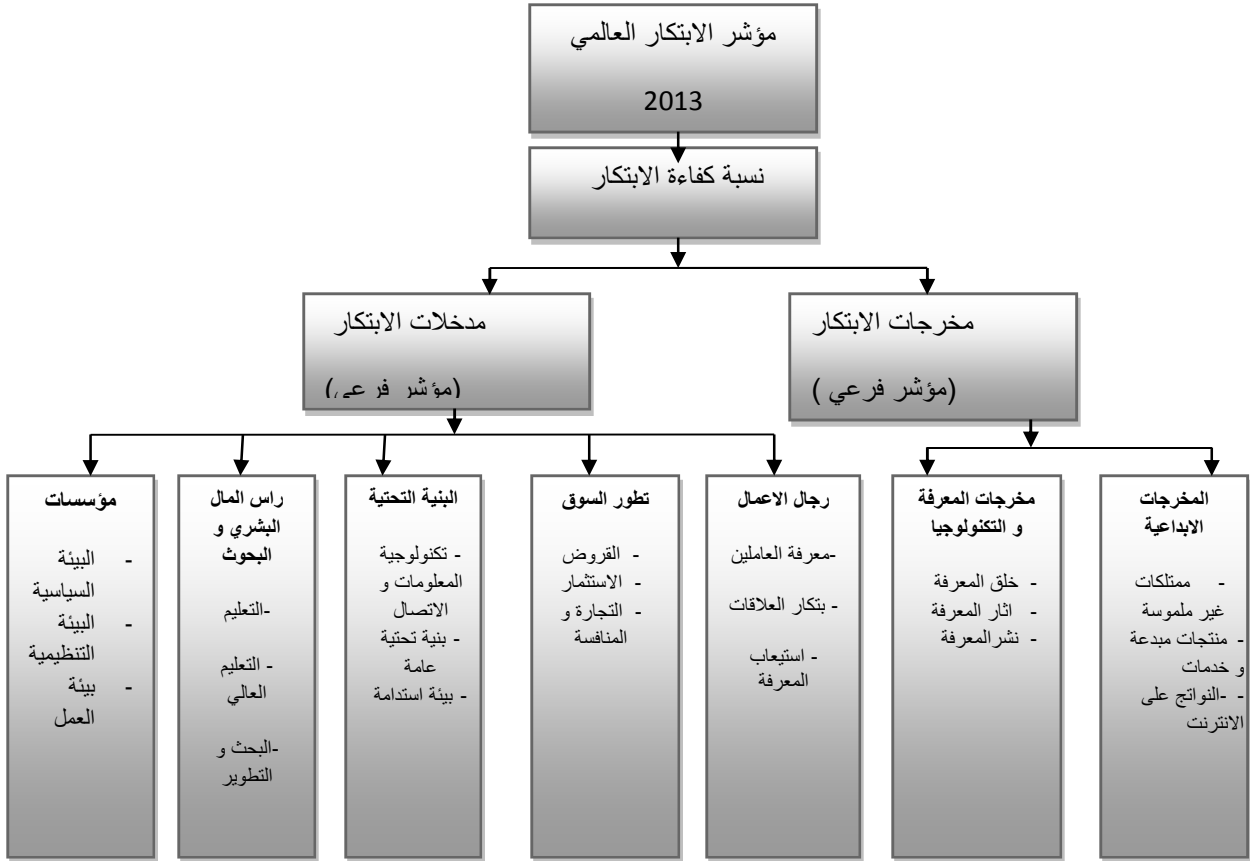 مؤشر الابتكار العالمي
2013
نسبة كفاءة الابتكار
مخرجات الابتكار
(مؤشر فرعي )
مدخلات الابتكار
(مؤشر فرعي)
المخرجات
الابداعية
- ممتلكات
غير ملموسة
- منتجات مبدعة
و خدمات
- -النواتج على
الانترنت
مخرجات المعرفة
و التكنولوجيا
- خلق المعرفة
- اثار المعرفة
- نشرالمعرفة
رجال الاعمال
-معرفة العاملين
- بتكار العلاقات
- استيعاب
المعرفة
تطور السوق
- القروض
- الاستثمار
- التجارة و
المنافسة
البنية التحتية
- تكنولوجية
المعلومات و
الاتصال
- بنية تحتية
عامة
- بيئة استدامة
راس المال
البشري و
البحوث
-التعليم
- التعليم
العالي
-البحث و
التطوير
مؤسسات
- البيئة
السياسية
- البيئة
التنظيمية
- بيئة
العمل